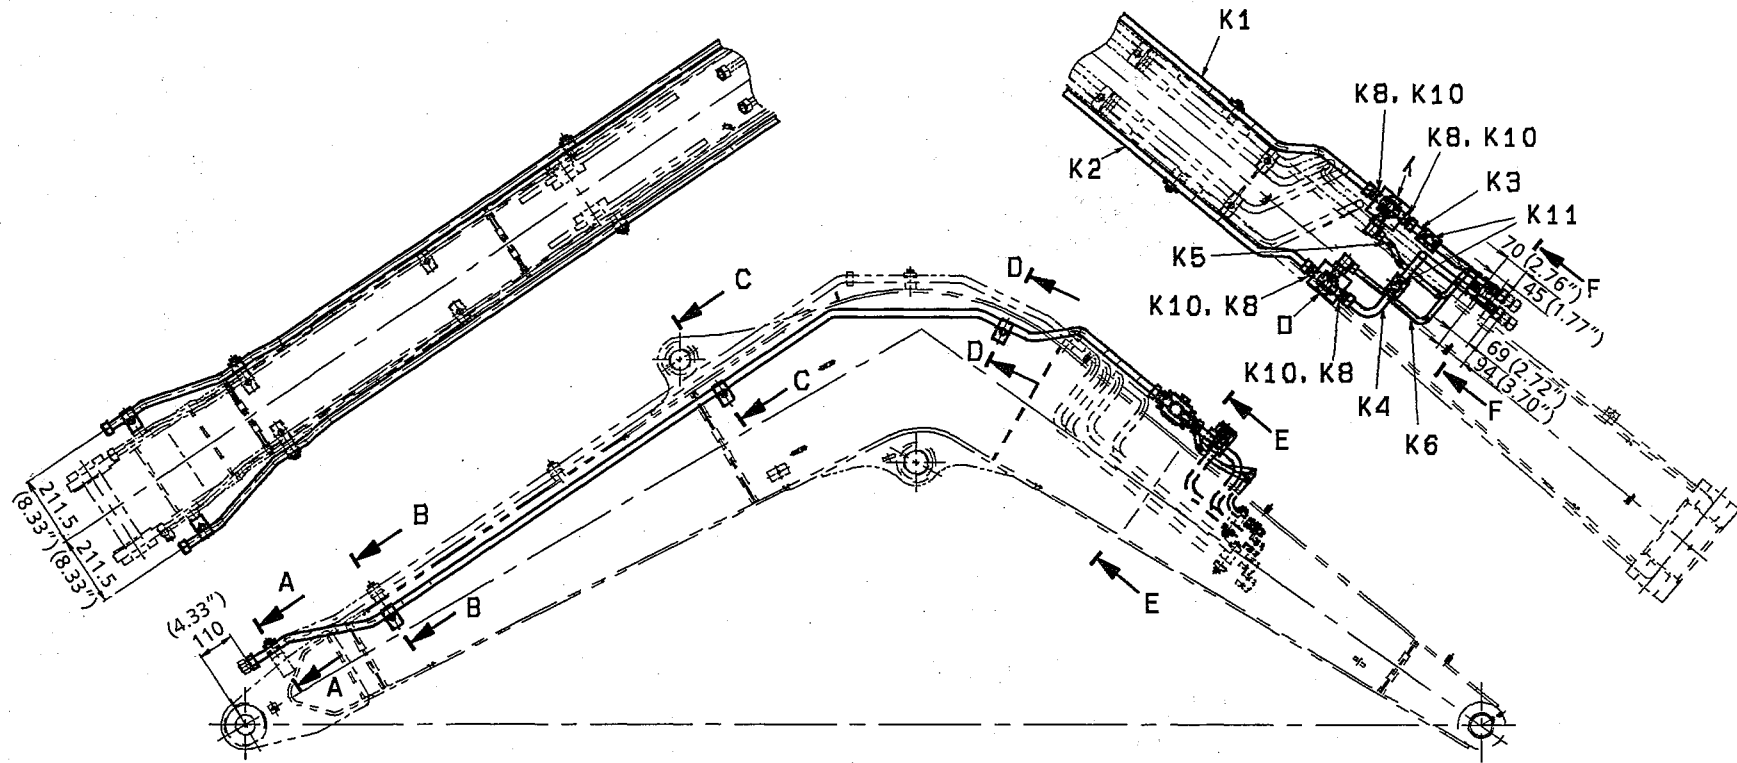 K1
K8, K10
K8, K10
K2
A
K3
K11
K5
70 (2.76")
45 (1.77")
F
K10, K8
D
K10, K8
K4
K6
69 (2.72")
94 (3.70")
F
C
D
D
C
E
E
B
B
A
A
211.5
(8.33")
211.5
(8.33")
(4.33")
110